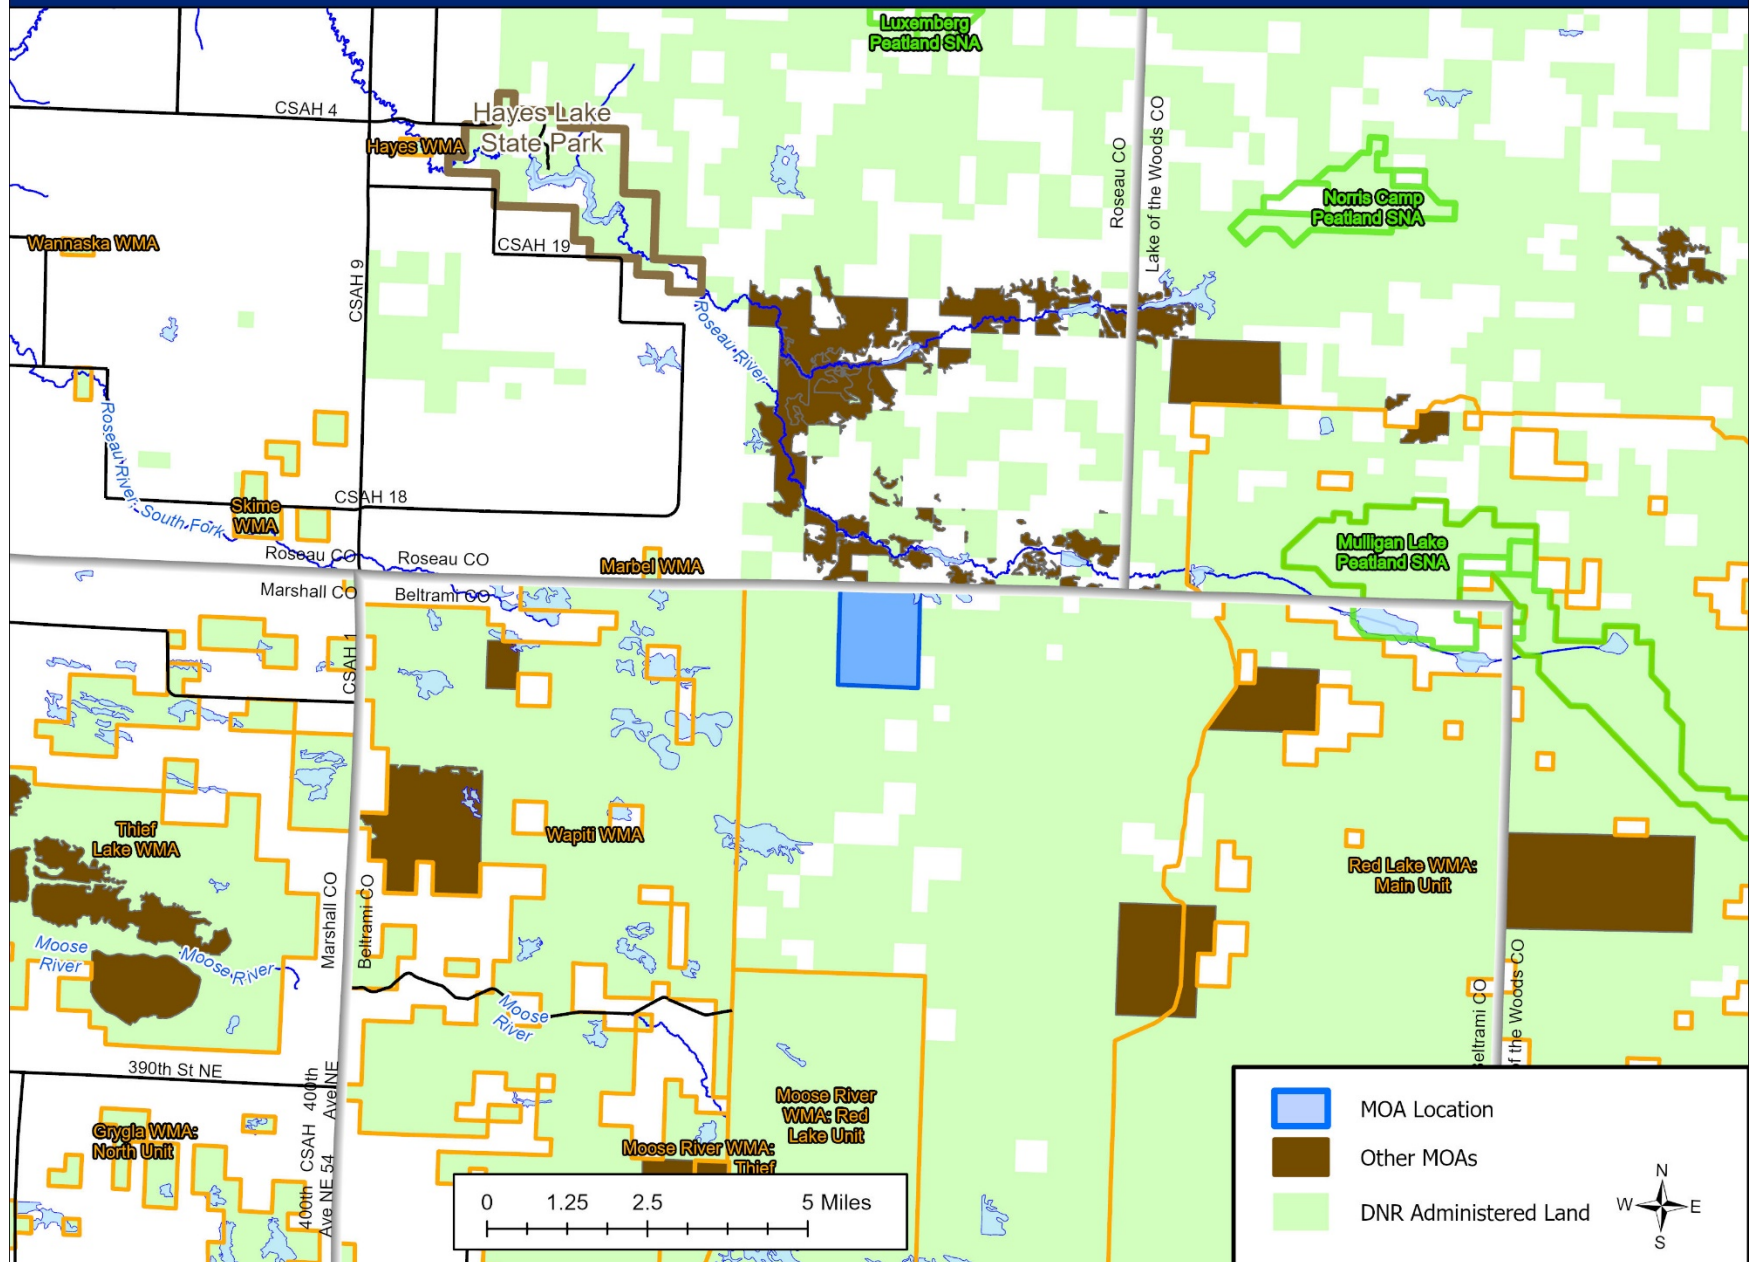 Luxemberg
Peatland SNA
CSAH 4
Hayes Lake
State Park
Hayes WMA
Roseau CO
Lake of the Woods CO
Norris Camp
Peatland SNA
Wannaska WMA
CSAH 19
CSAH 9
Roseau River
Roseau River
South Fork
CSAH 18
Skime
WMA
Roseau CO
Roseau CO
Marbel WMA
Mulligan Lake
Peatland SNA
Marshall CO
Beltrami CO
CSAH 1
Thief
Lake WMA
Wapiti WMA
Red Lake WMA:
Main Unit
Marshall CO
Beltrami CO
Moose
River
Moose River
Moose
River
Beltrami CO
of the Woods CO
390th St NE
400th
Ave NE
CSAH
54
400th
Ave NE
Grygla WMA:
North Unit
Moose River
WMA: Red
Lake Unit
Moose River WMA:
Thief
0 1.25 2.5 5 Miles
MOA Location
Other MOAs
DNR Administered Land
N
W E
S